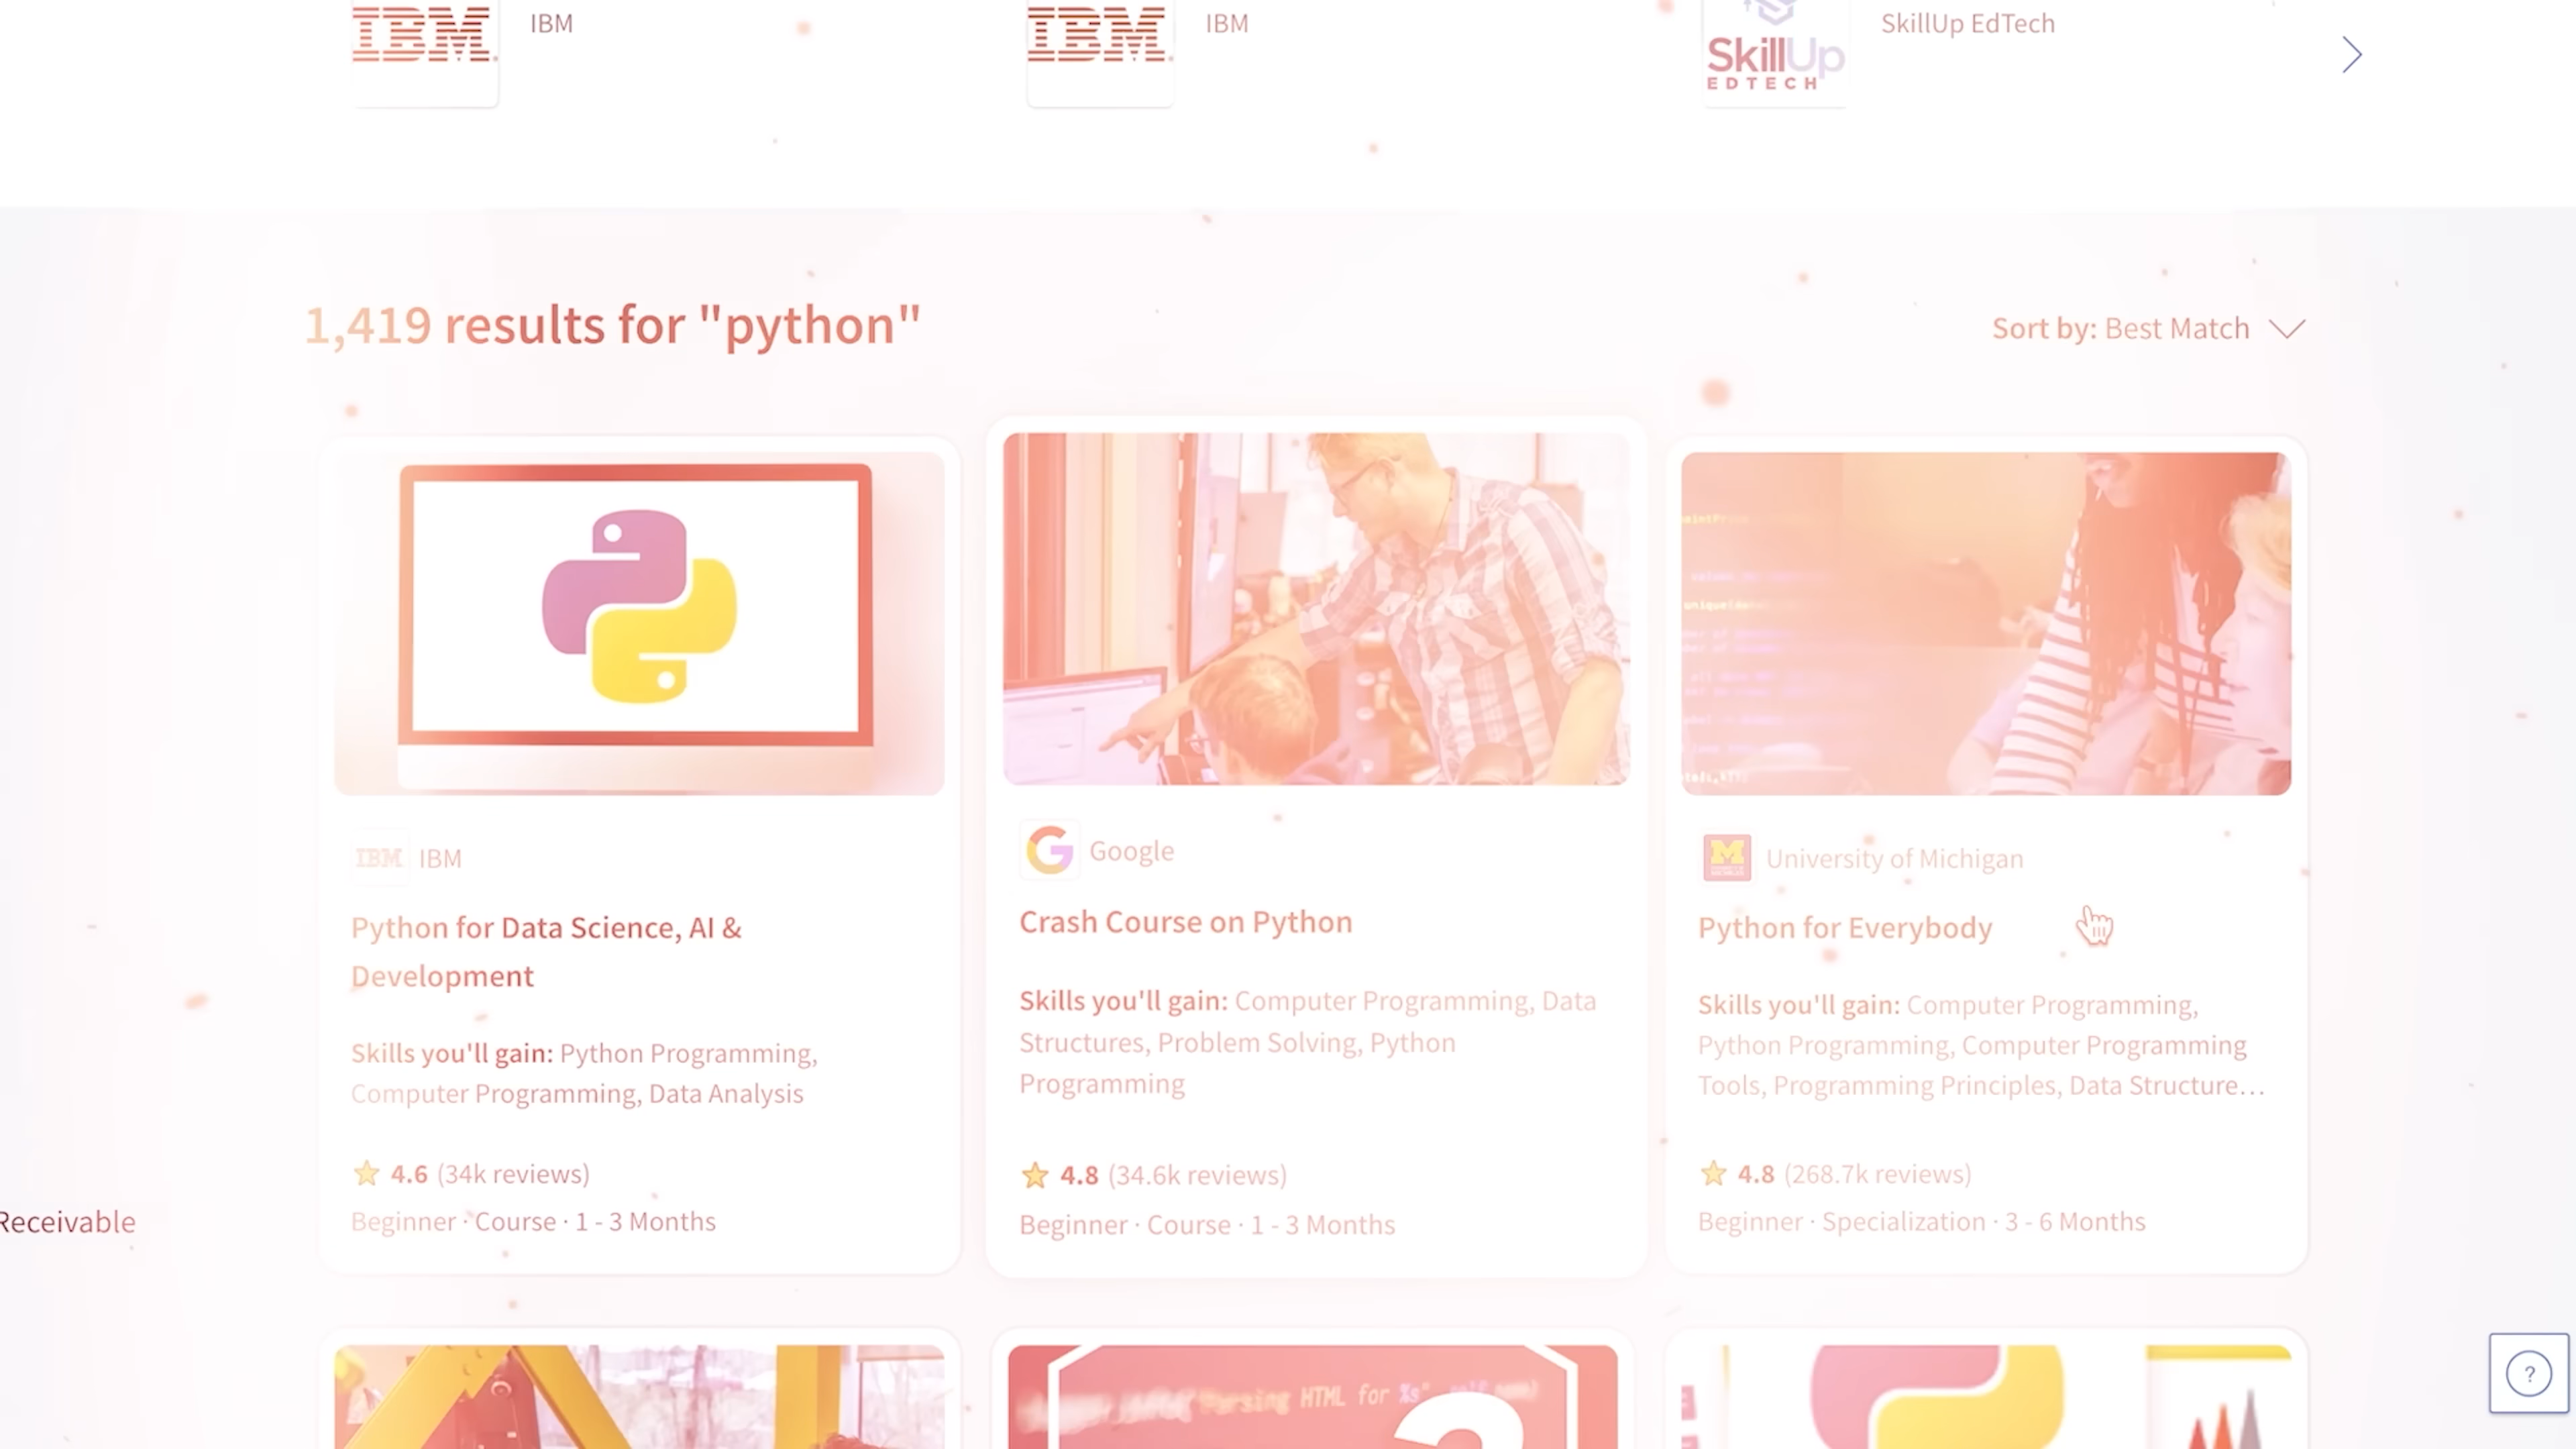 IBM
IBM
IBM
IBM
SkillUp
EDTECH
SkillUp EdTech
1,419 results for "python"
Sort by: Best Match
IBM
IBM
Python for Data Science, AI &
Development
Skills you'll gain: Python Programming,
Computer Programming, Data Analysis
4.6 (34k reviews)
Beginner · Course · 1 - 3 Months
G
Google
Crash Course on Python
Skills you'll gain: Computer Programming, Data
Structures, Problem Solving, Python
Programming
4.8 (34.6k reviews)
Beginner · Course · 1 - 3 Months
M
University of Michigan
Python for Everybody
Skills you'll gain: Computer Programming,
Python Programming, Computer Programming
Tools, Programming Principles, Data Structure...
4.8 (268.7k reviews)
Beginner · Specialization · 3 - 6 Months
Receivable
Parsing HTML for %s"
?